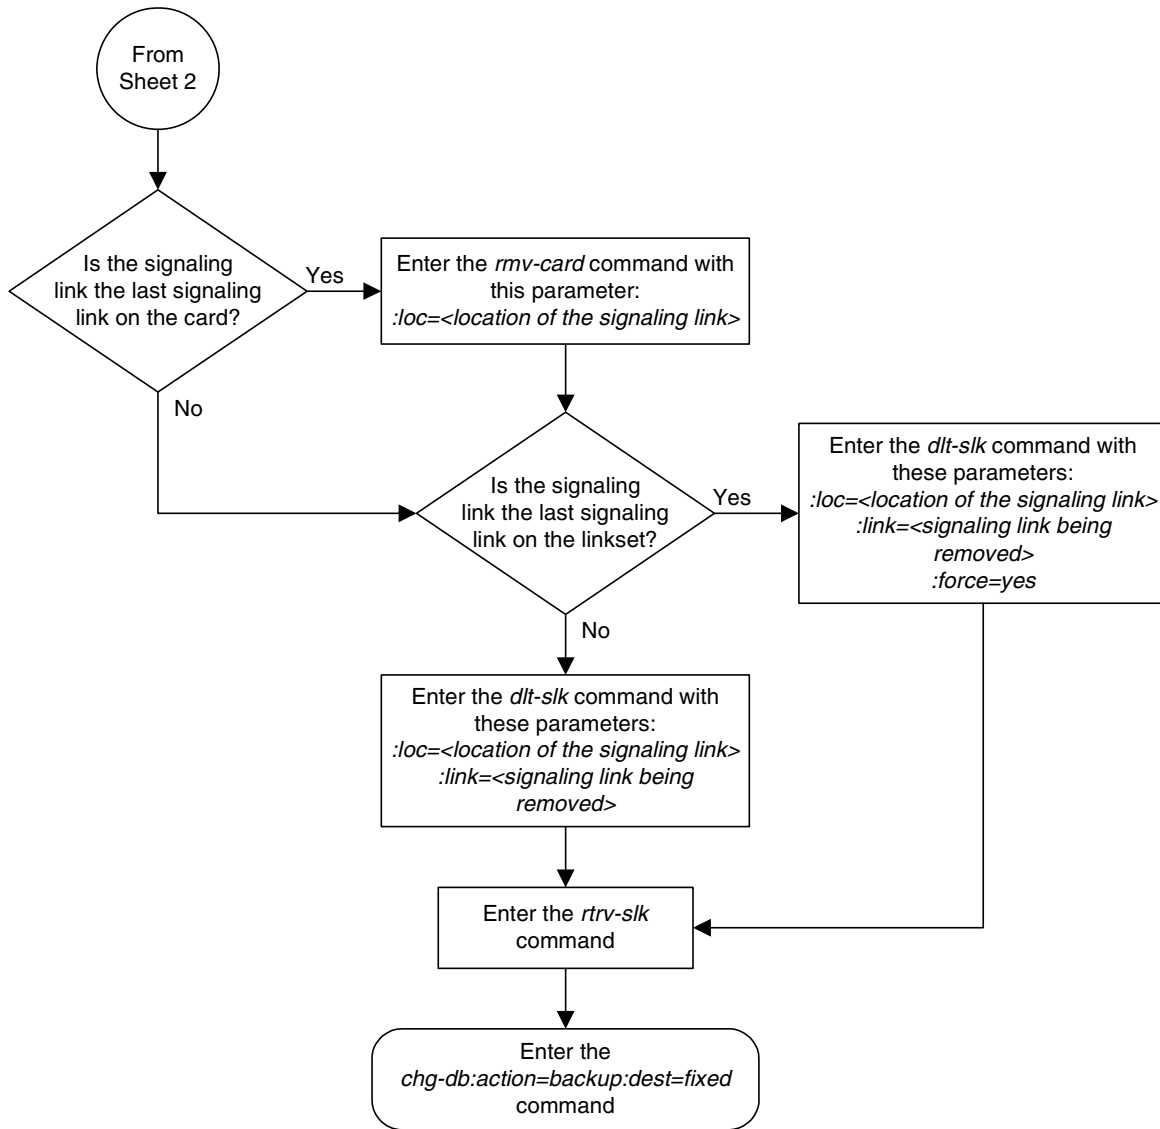 From
Sheet 2
Is the signaling
link the last signaling
link on the card?
Yes
Enter the rmv-card command with
this parameter:
:loc=<location of the signaling link>
No
Is the signaling
link the last signaling
link on the linkset?
Yes
Enter the dlt-slk command with
these parameters:
:loc=<location of the signaling link>
:link=<signaling link being
removed>
:force=yes
No
Enter the dlt-slk command with
these parameters:
:loc=<location of the signaling link>
:link=<signaling link being
removed>
Enter the rtrv-slk
command
Enter the
chg-db:action=backup:dest=fixed
command